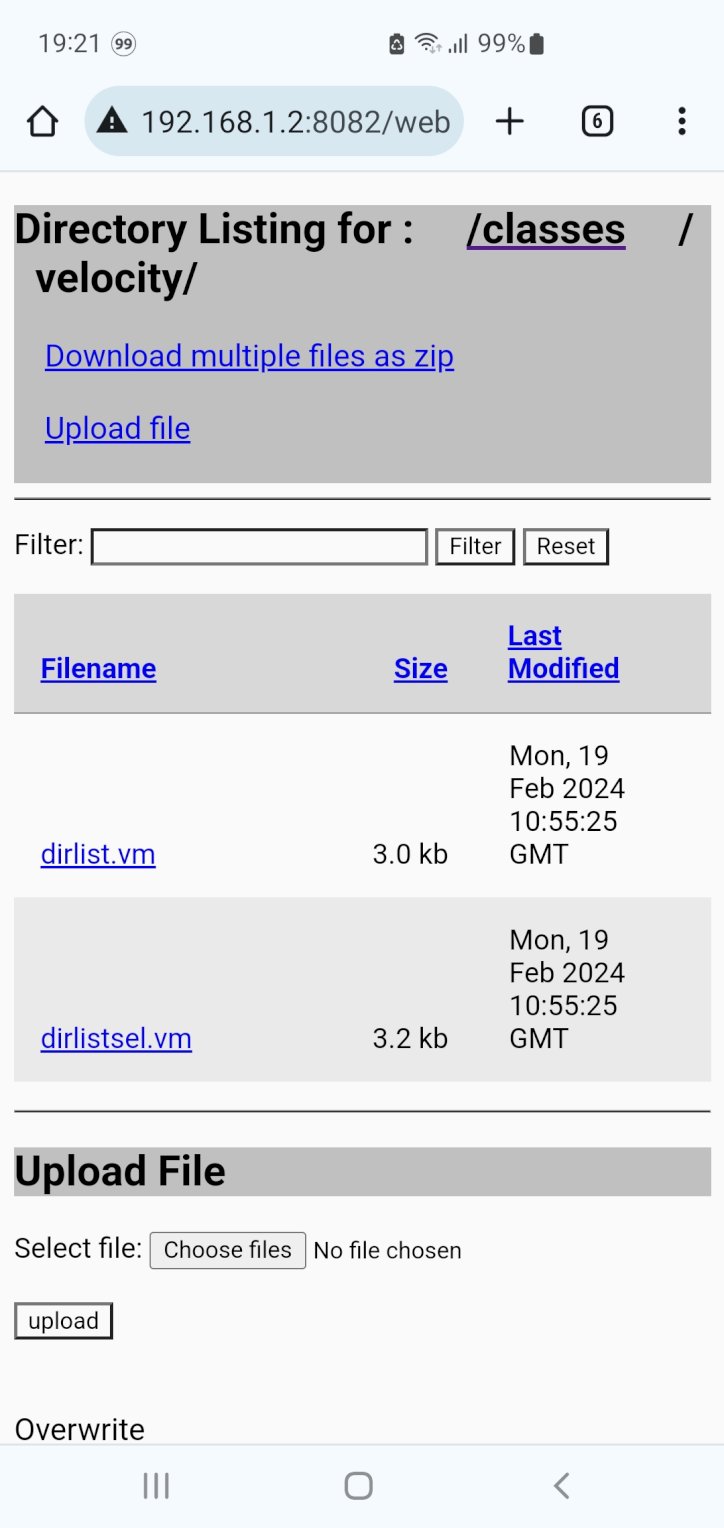 19:21 99 99%
192.168.1.2:8082/web 6
Directory Listing for : /classes /
velocity/
Download multiple files as zip
Upload file
Filter: Filter Reset
Filename Size Last
Modified
dirlist.vm 3.0 kb Mon, 19
Feb 2024
10:55:25
GMT
dirlistsel.vm 3.2 kb Mon, 19
Feb 2024
10:55:25
GMT
Upload File
Select file: Choose files No file chosen
upload
Overwrite